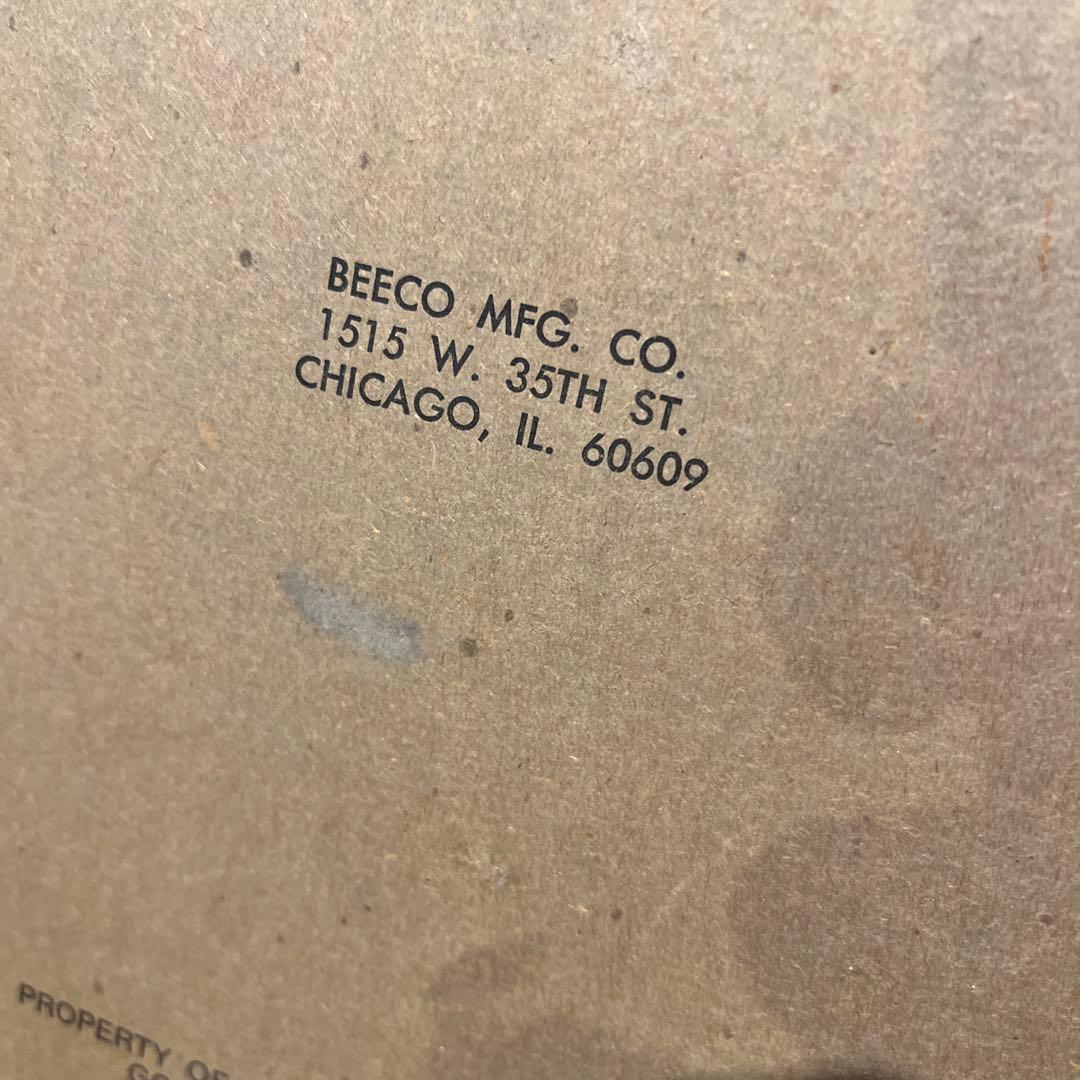 BEECO MFG. CO.
1515 W. 35TH ST.
CHICAGO, IL. 60609
PROPERTY OF